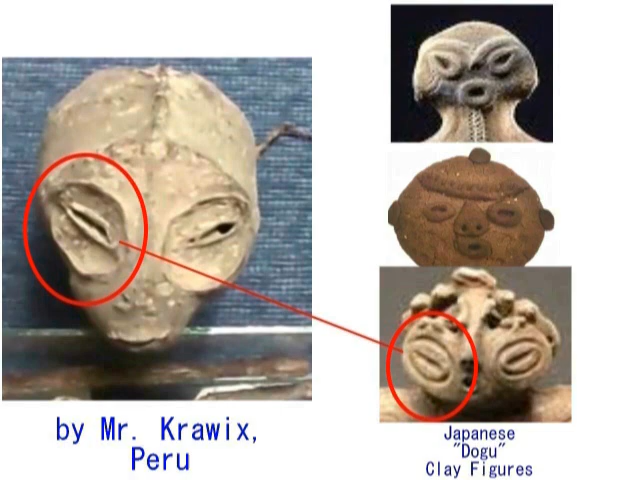 by Mr. Krawix,
Peru
Japanese
"Dogu"
Clay Figures